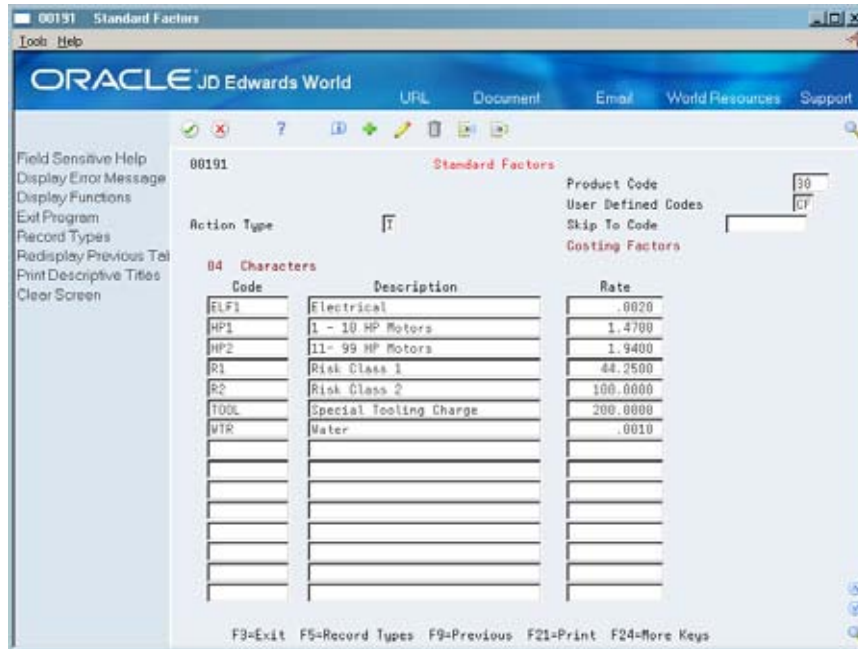 00191 Standard Factors
Tools Help
ORACLE JD Edwards World
URL Document Email World Resources Support
Field Sensitive Help
Display Error Message
Display Functions
Exit Program
Record Types
Redisplay Previous Tal
Print Descriptive Titles
Clear Screen
00191 Standard Factors
Product Code 30
User Defined Codes CF
Action Type I Skip To Code
Costing Factors
04 Characters
Code Description Rate
ELF1 Electrical .0020
HP1 1 - 10 HP Motors 1.4700
HP2 11- 99 HP Motors 1.9400
R1 Risk Class 1 44.2500
R2 Risk Class 2 100.0000
TOOL Special Tooling Charge 200.0000
WTR Water .0010
F3=Exit F5=Record Types F9=Previous F21=Print F24=More Keys